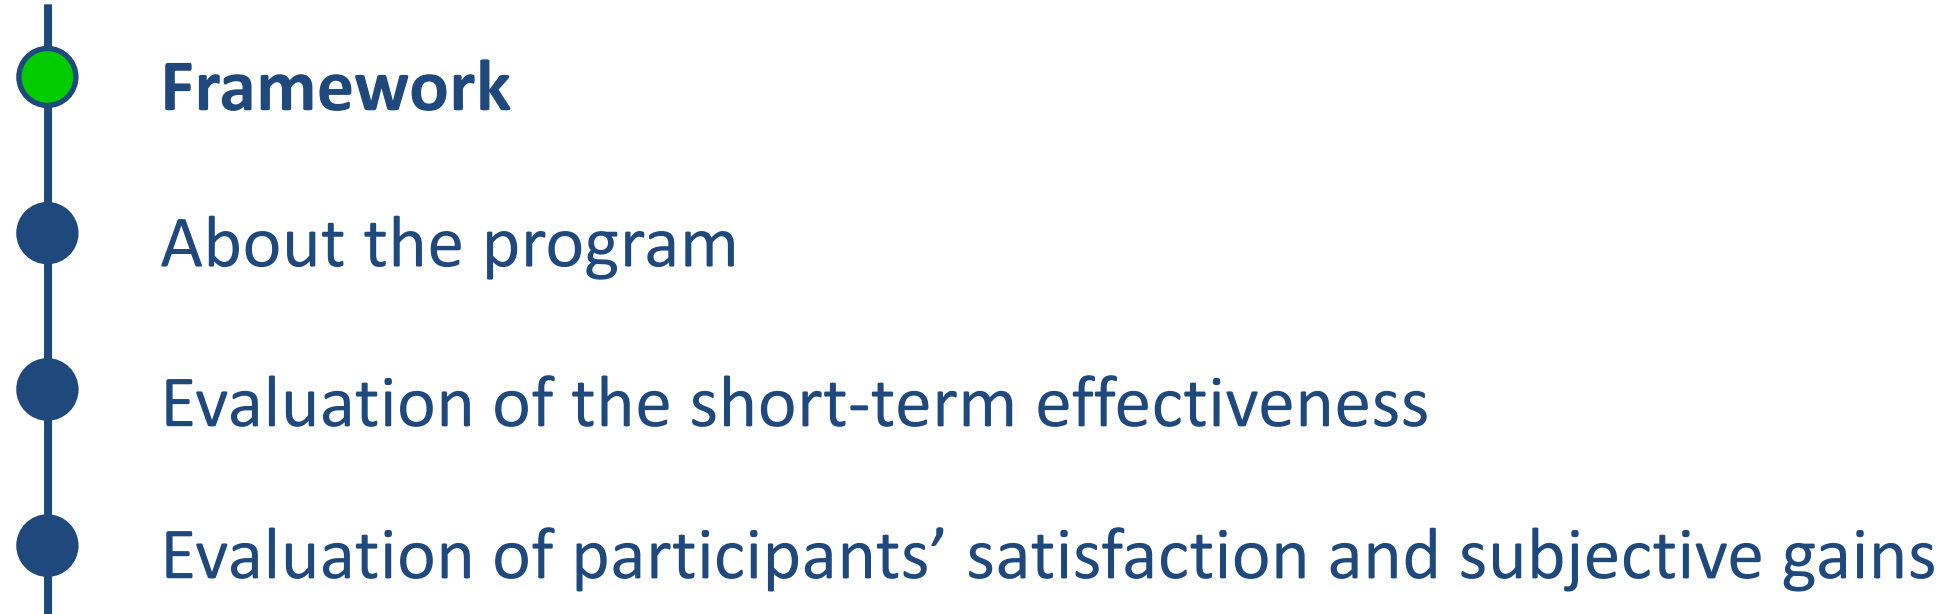 Framework
About the program
Evaluation of the short-term effectiveness
Evaluation of participants’ satisfaction and subjective gains